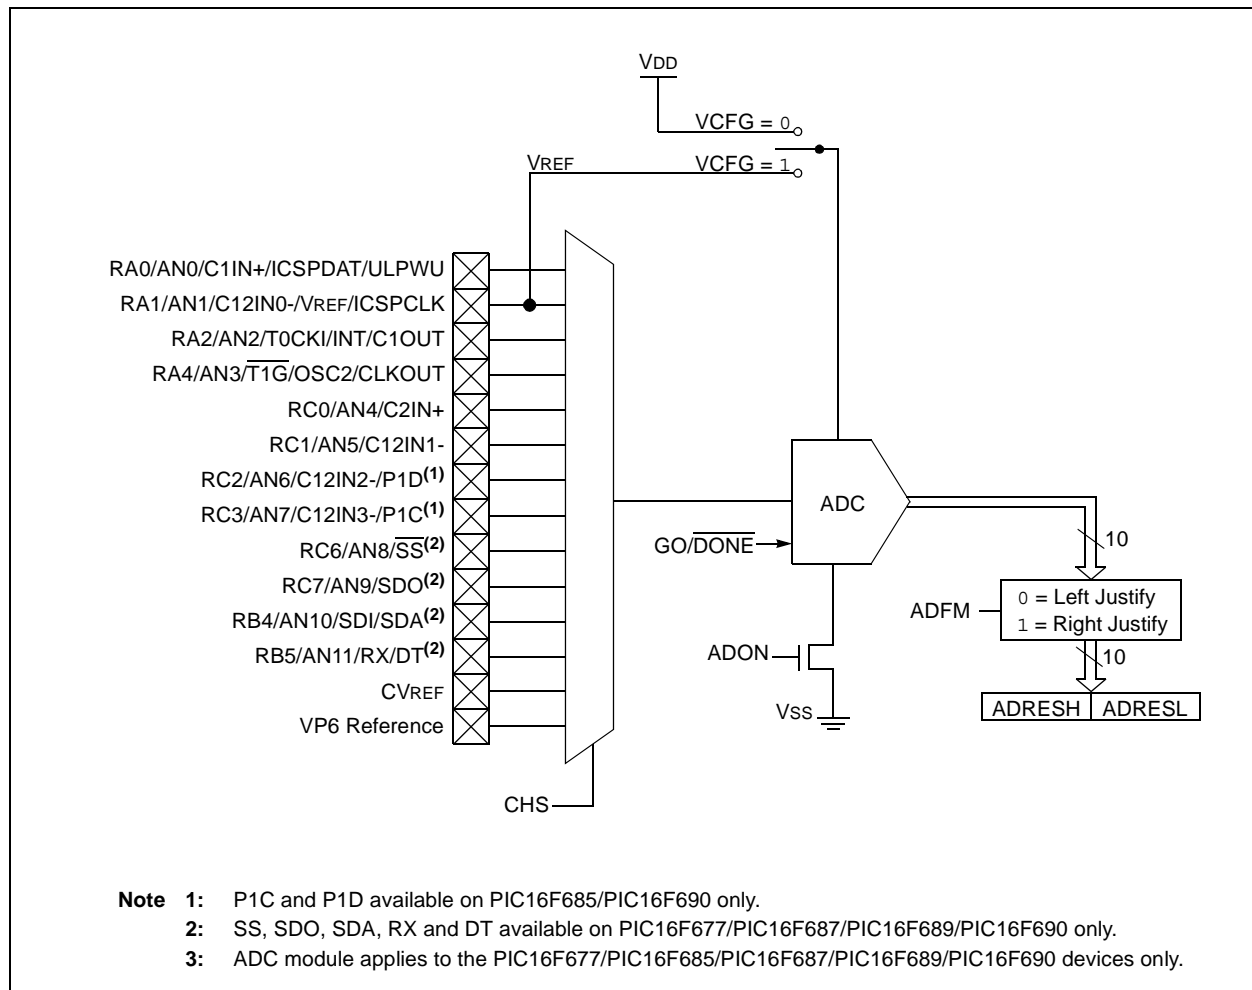 VDD
VCFG = 0
VREF
VCFG = 1
RA0/AN0/C1IN+/ICSPDAT/ULPWU
RA1/AN1/C12IN0-/VREF/ICSPCLK
RA2/AN2/T0CKI/INT/C1OUT
RA4/AN3/T1G/OSC2/CLKOUT
RC0/AN4/C2IN+
RC1/AN5/C12IN1-
RC2/AN6/C12IN2-/P1D(1)
RC3/AN7/C12IN3-/P1C(1)
RC6/AN8/SS(2)
RC7/AN9/SDO(2)
RB4/AN10/SDI/SDA(2)
RB5/AN11/RX/DT(2)
CVREF
VP6 Reference
CHS
ADC
GO/DONE
ADON
VSS
10
ADFM
0 = Left Justify
1 = Right Justify
10
ADRESH ADRESL
Note 1: P1C and P1D available on PIC16F685/PIC16F690 only.
2: SS, SDO, SDA, RX and DT available on PIC16F677/PIC16F687/PIC16F689/PIC16F690 only.
3: ADC module applies to the PIC16F677/PIC16F685/PIC16F687/PIC16F689/PIC16F690 devices only.